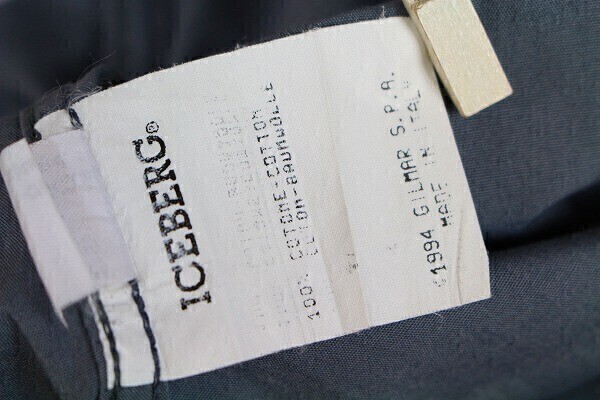 ICEBERG®
100% COTONE-COTTON
COTON-BAUMWOLLE
©1994 GILMAR S.P.A.
MADE IN ITALY